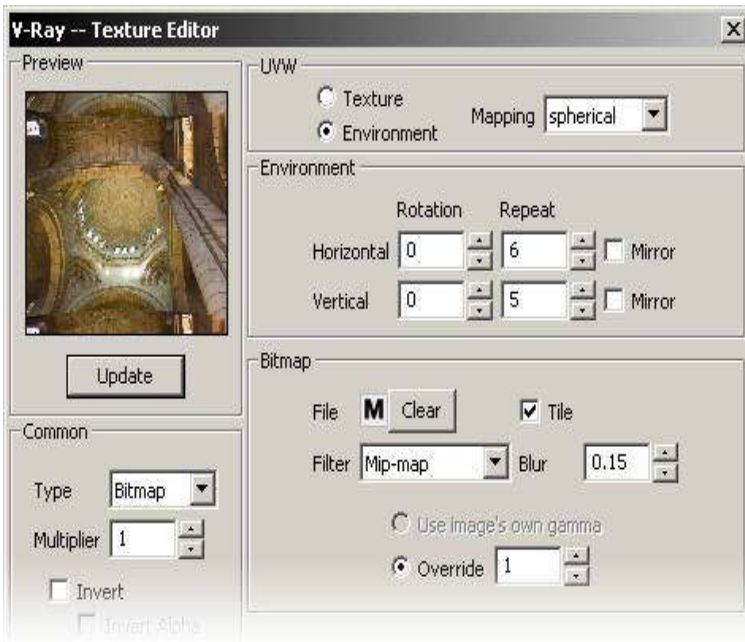 V-Ray -- Texture Editor
Preview
Update
Common
Type Bitmap
Multiplier 1
Invert
Invert Alpha
UVW
Texture
Environment
Mapping spherical
Environment
Rotation Repeat
Horizontal 0 6 Mirror
Vertical 0 5 Mirror
Bitmap
File M Clear Tile
Filter Mip-map Blur 0.15
Use image's own gamma
Override 1